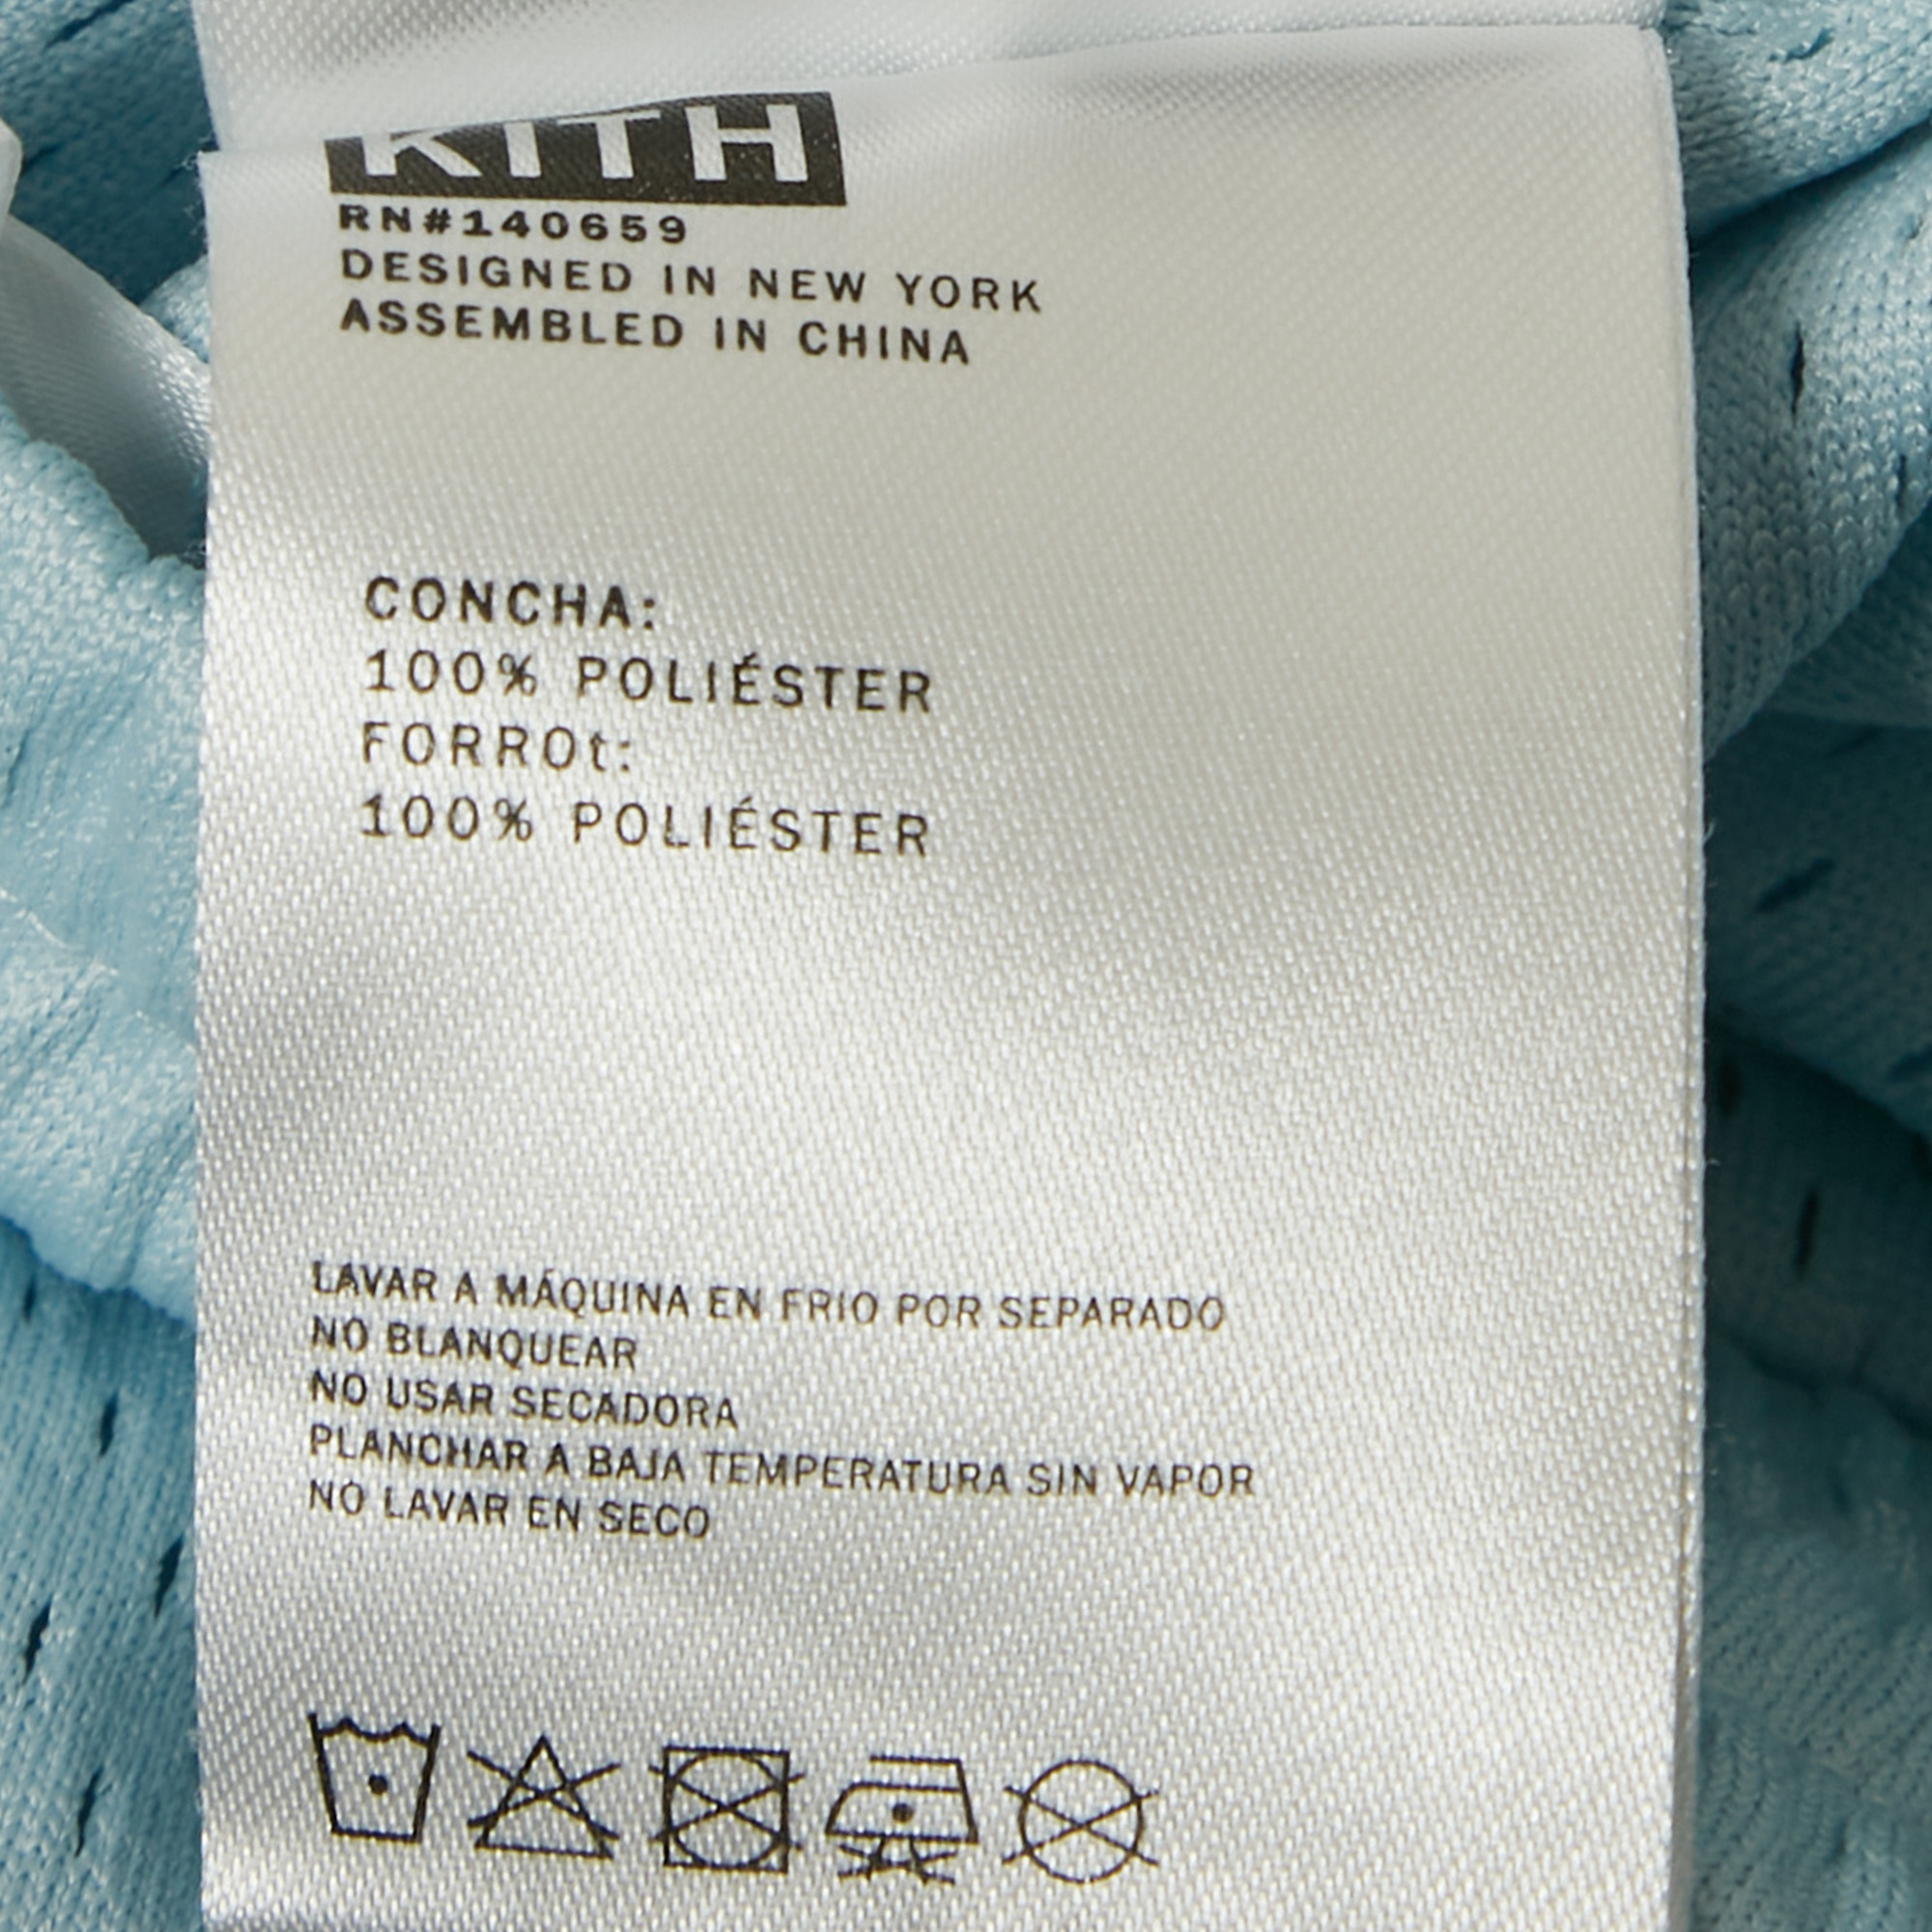 KITH
RN#140659
DESIGNED IN NEW YORK
ASSEMBLED IN CHINA
CONCHA:
100% POLIÉSTER
FORROt:
100% POLIÉSTER
LAVAR A MÁQUINA EN FRIO POR SEPARADO
NO BLANQUEAR
NO USAR SECADORA
PLANCHAR A BAJA TEMPERATURA SIN VAPOR
NO LAVAR EN SECO